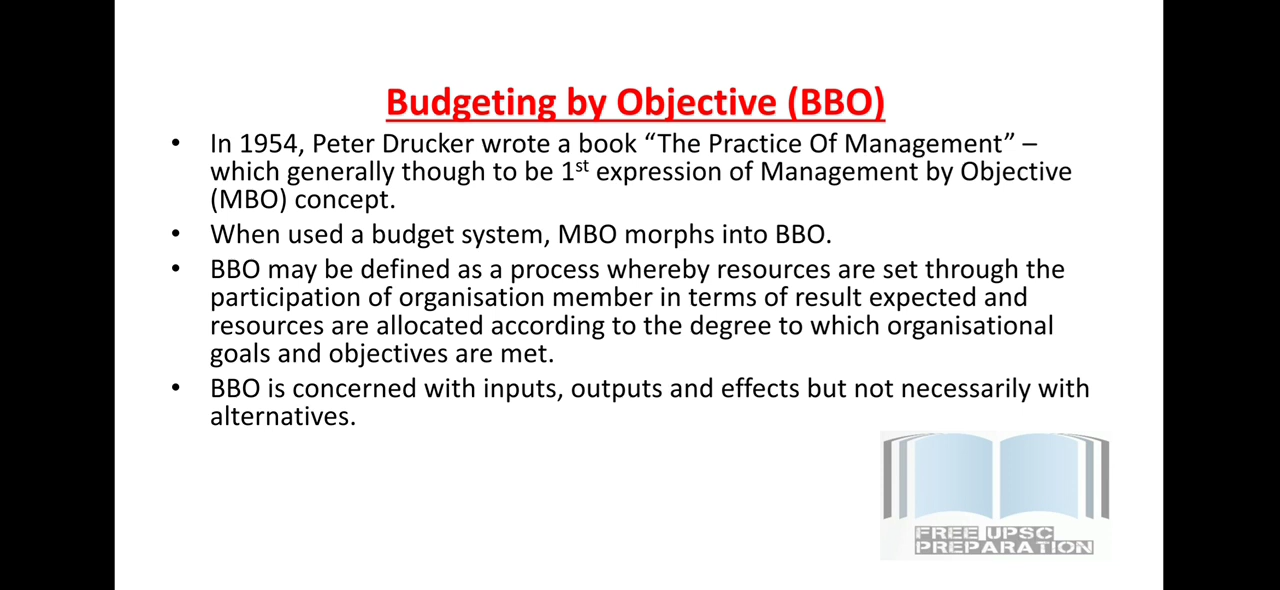 Budgeting by Objective (BBO)
• In 1954, Peter Drucker wrote a book “The Practice Of Management” –
which generally though to be 1st expression of Management by Objective
(MBO) concept.
• When used a budget system, MBO morphs into BBO.
• BBO may be defined as a process whereby resources are set through the
participation of organisation member in terms of result expected and
resources are allocated according to the degree to which organisational
goals and objectives are met.
• BBO is concerned with inputs, outputs and effects but not necessarily with
alternatives.
FREE UPSC
PREPARATION